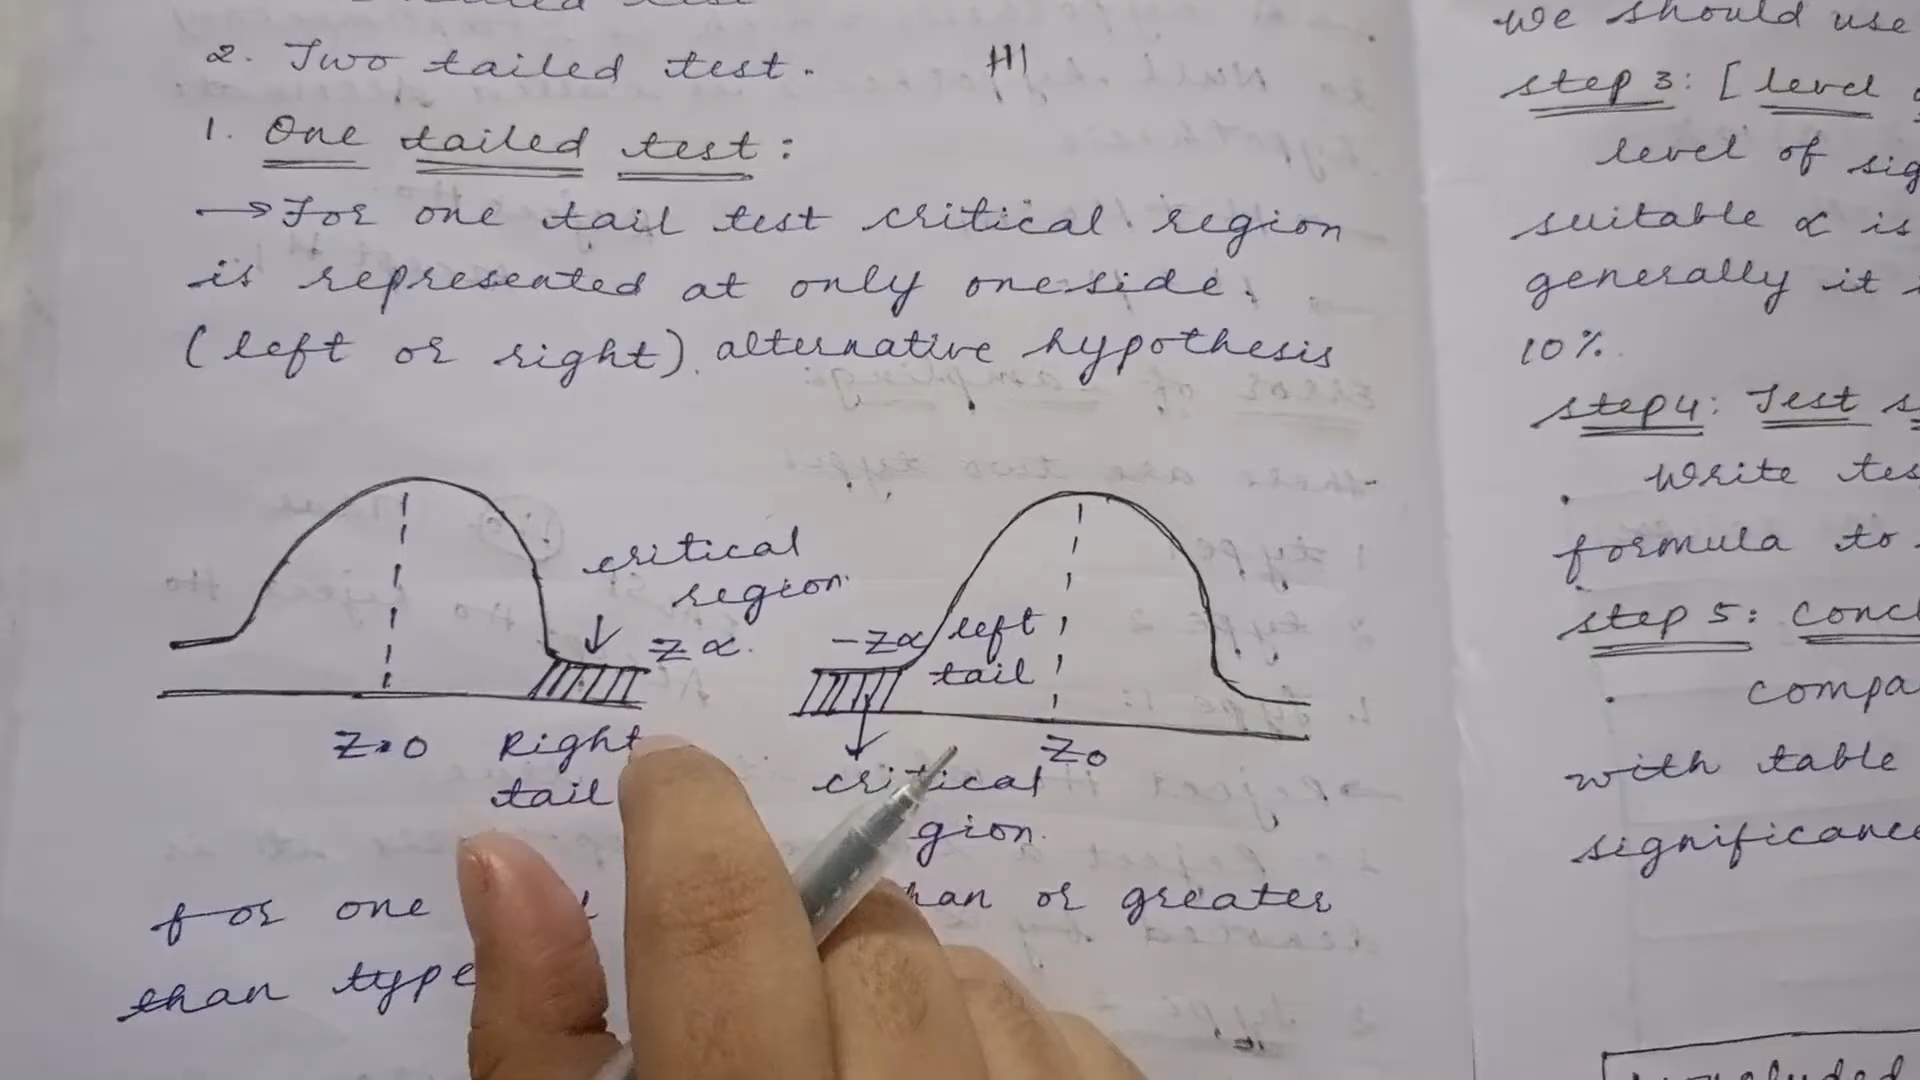 2. Two tailed test.
H1
1. One tailed test:
→ For one tail test critical region
is represented at only oneside.
(left or right). alternative hypothesis
critical
region.
Zα.
Z=0
Right
tail
-Zα
left
tail
Z0
critical
gion.
for one
than or greater
than type
we should use
step 3: [level
level of sig
suitable α is
generally it
10%.
step 4: Test s
write tes
formula to
step 5: Concl
compa
with table
significance